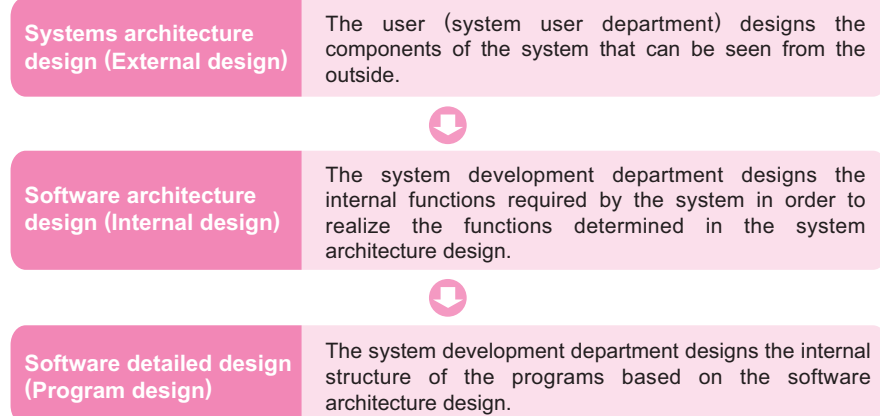 Systems architecture
design (External design)
The user (system user department) designs the
components of the system that can be seen from the
outside.
Software architecture
design (Internal design)
The system development department designs the
internal functions required by the system in order to
realize the functions determined in the system
architecture design.
Software detailed design
(Program design)
The system development department designs the internal
structure of the programs based on the software
architecture design.